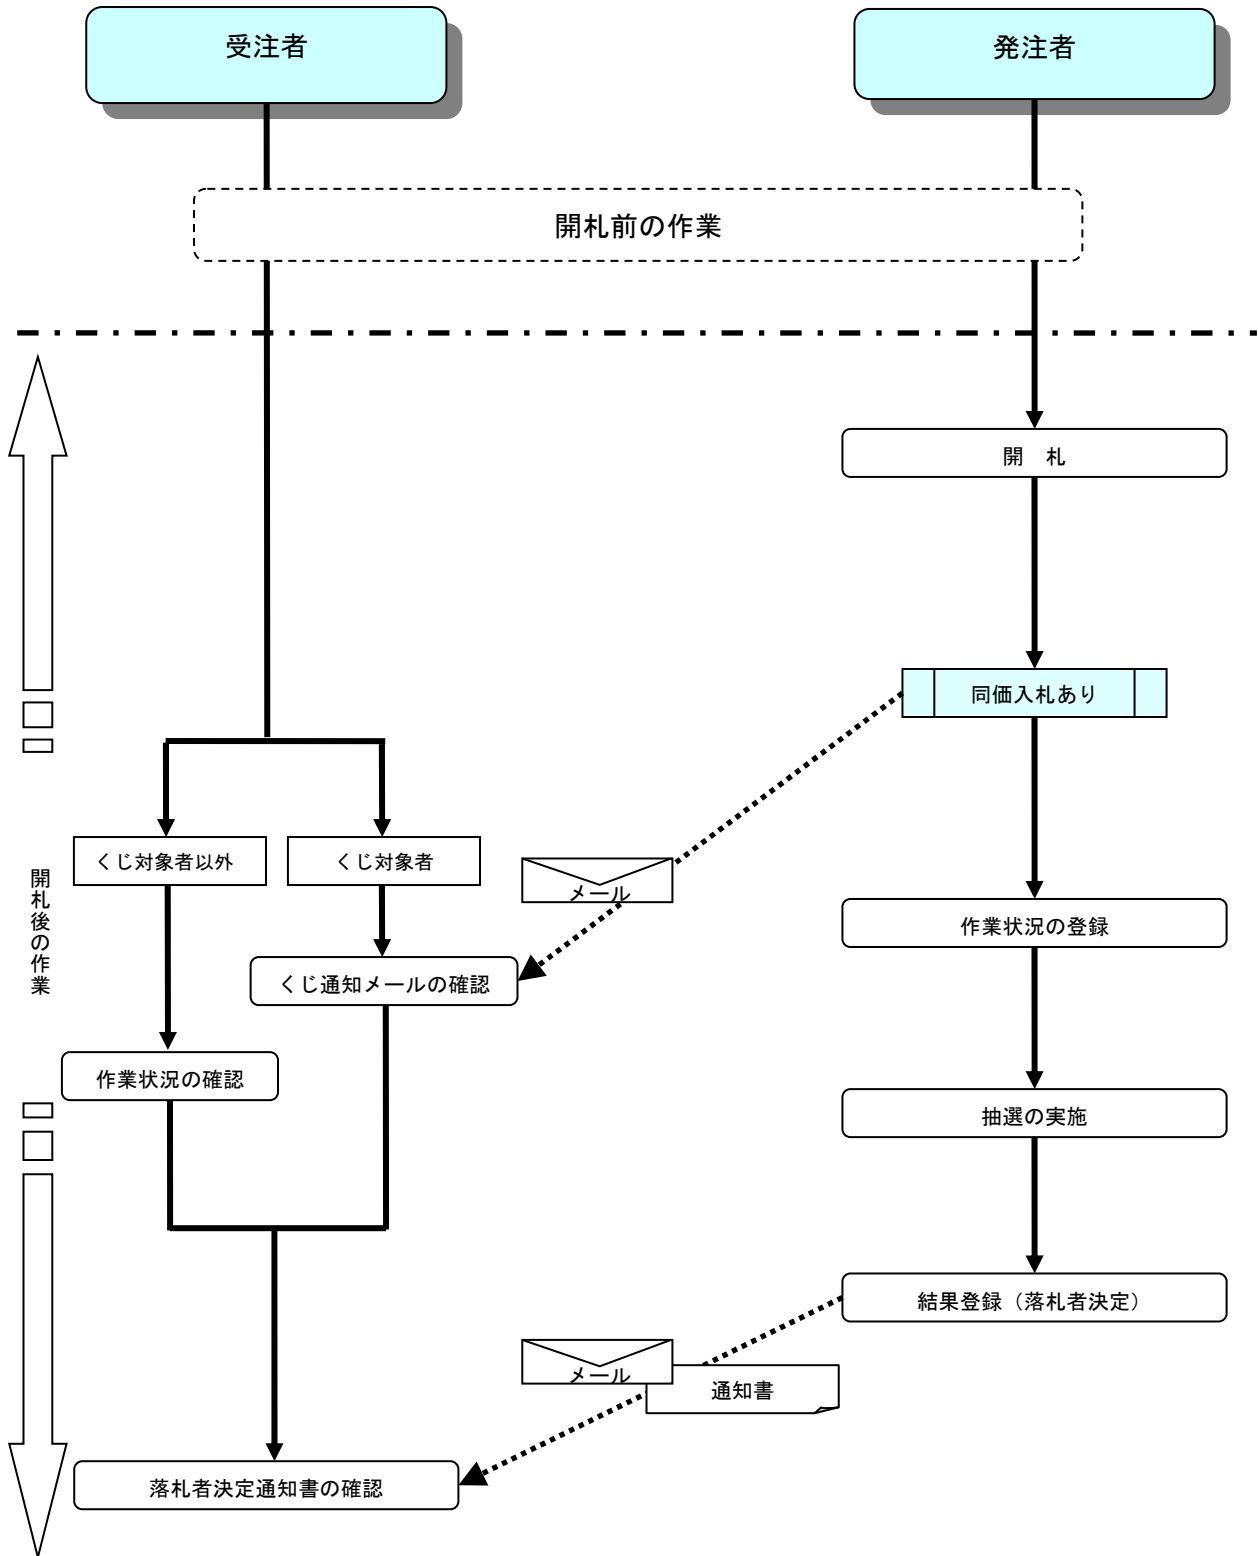 受注者
発注者
開札前の作業
開　札
同価入札あり
くじ対象者以外
くじ対象者
メール
開札後の作業
作業状況の登録
くじ通知メールの確認
作業状況の確認
抽選の実施
結果登録（落札者決定）
メール
通知書
落札者決定通知書の確認